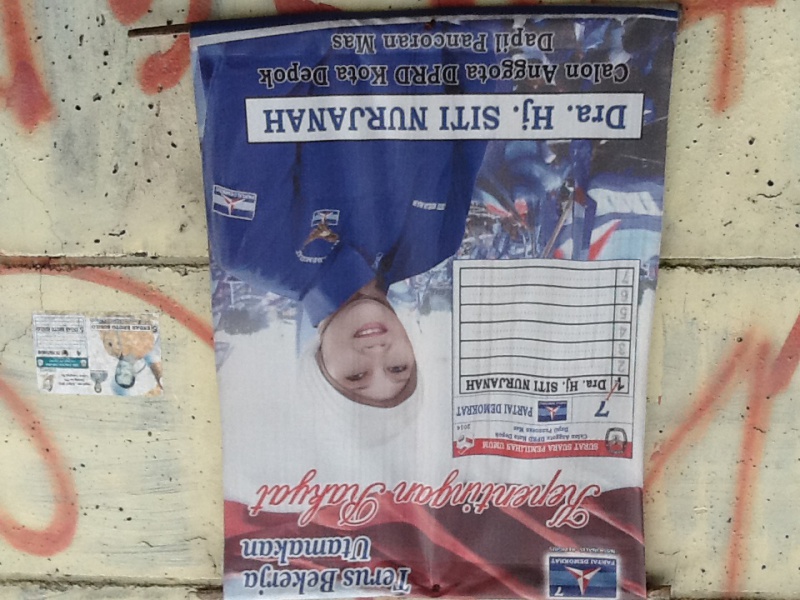 7
PARTAI DEMOKRAT
Terus Bekerja
Utamakan
Kepentingan Rakyat
SURAT SUARA PEMILIHAN UMUM
2014
Calon Anggota DPRD Kota Depok
Dapil Pancoran Mas
7
PARTAI DEMOKRAT
1 Dra. Hj. SITI NURJANAH
2
3
4
5
6
7
Dra. Hj. SITI NURJANAH
Calon Anggota DPRD Kota Depok
Dapil Pancoran Mas